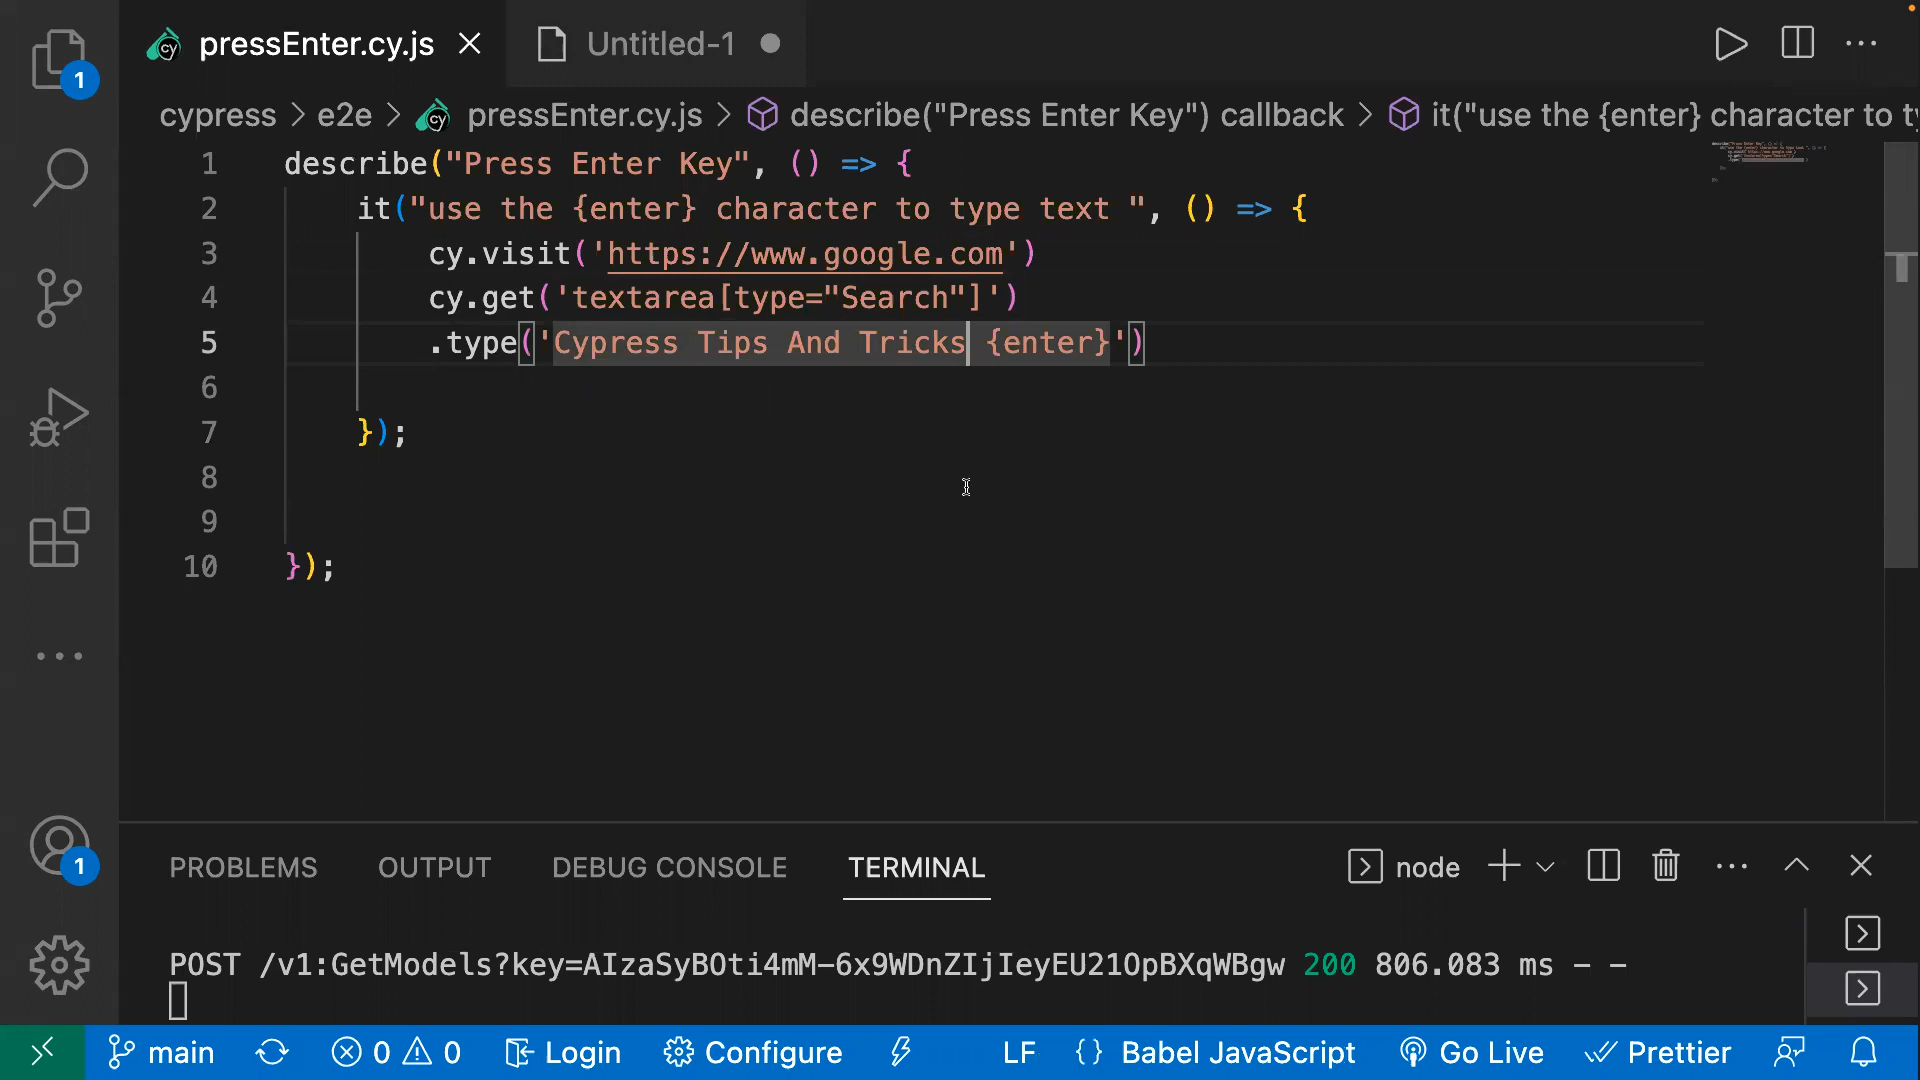 pressEnter.cy.js Untitled-1
1
cypress > e2e > pressEnter.cy.js > describe("Press Enter Key") callback > it("use the {enter} character to ty
1 describe("Press Enter Key", () => {
2 it("use the {enter} character to type text ", () => {
3 cy.visit('https://www.google.com')
4 cy.get('textarea[type="Search"]')
5 .type('Cypress Tips And Tricks {enter}')
6
7 });
8
9
10 });
1
PROBLEMS OUTPUT DEBUG CONSOLE TERMINAL node
POST /v1:GetModels?key=AIzaSyBOti4mM-6x9WDnZIjIeyEU21OpBXqWBgw 200 806.083 ms - -
main 0 0 Login Configure LF {} Babel JavaScript Go Live Prettier